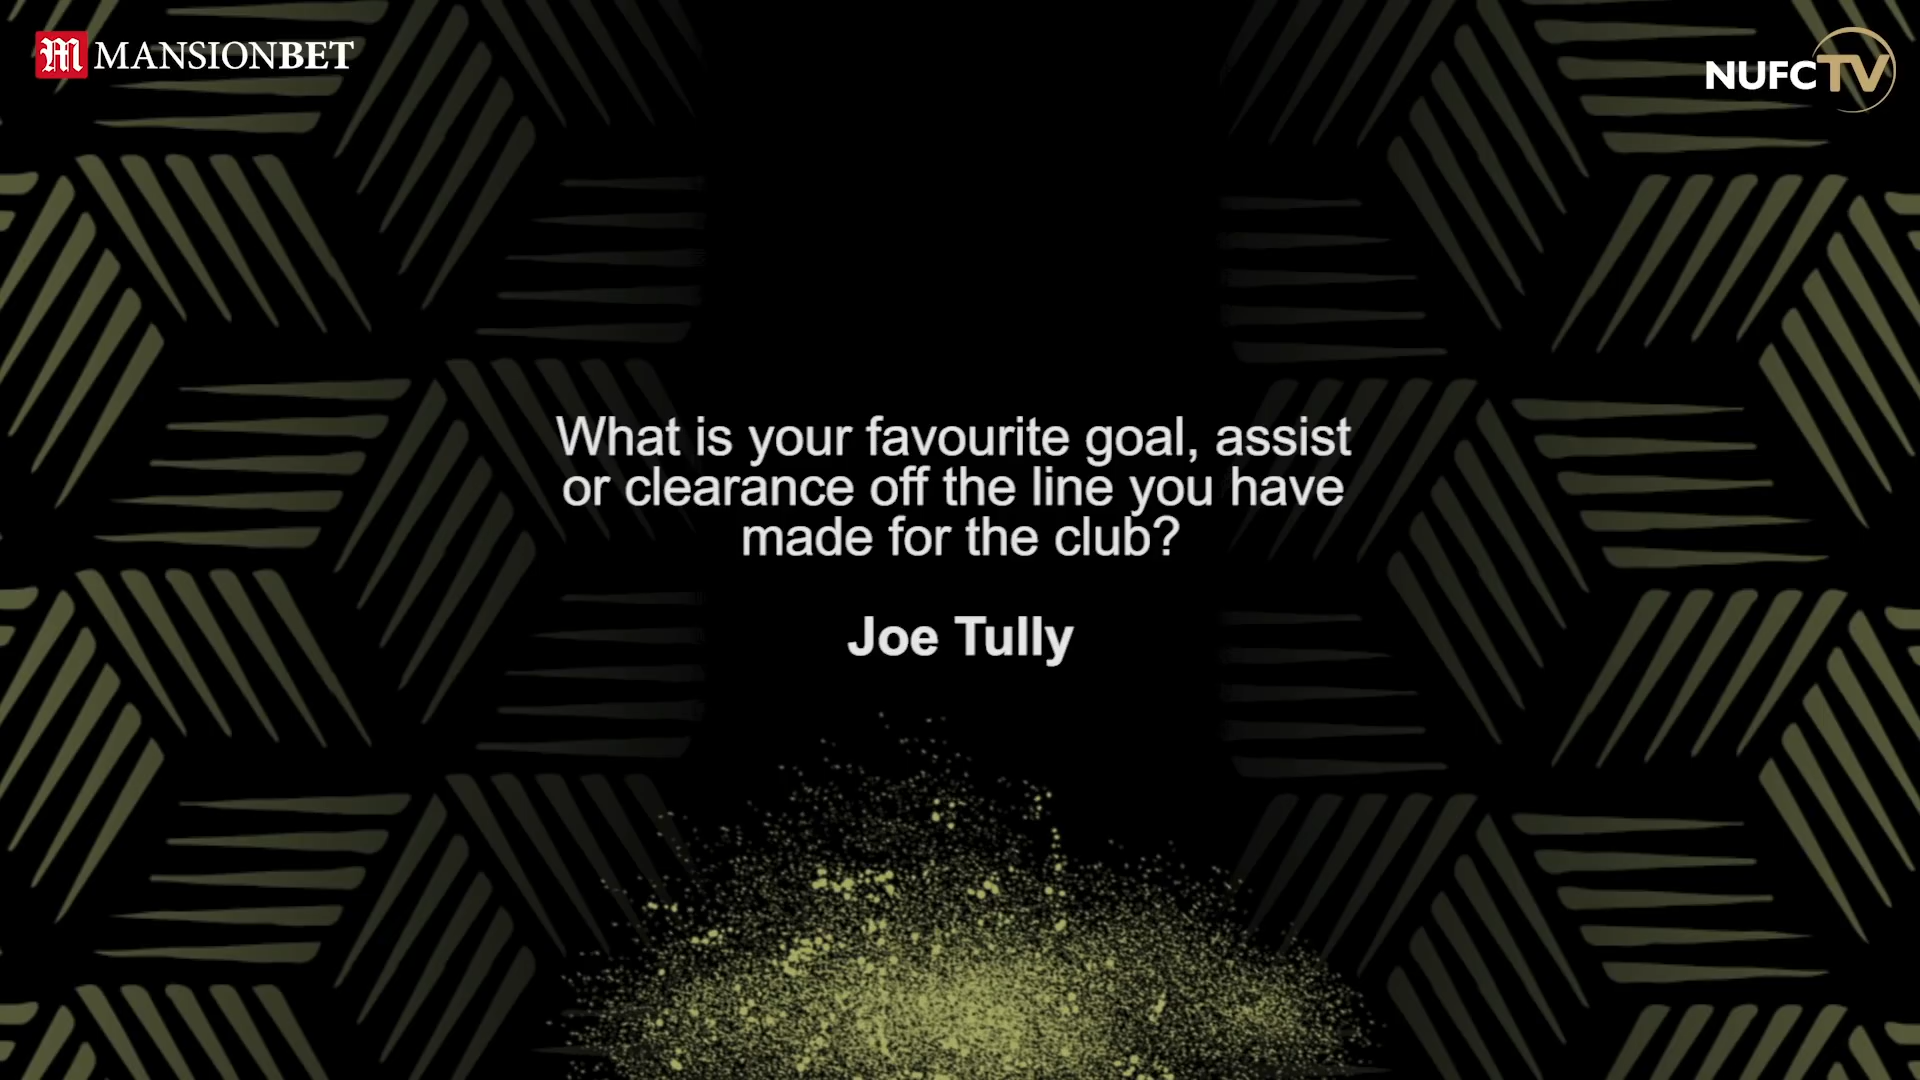 MANSIONBET
NUFCTV
What is your favourite goal, assist
or clearance off the line you have
made for the club?
Joe Tully